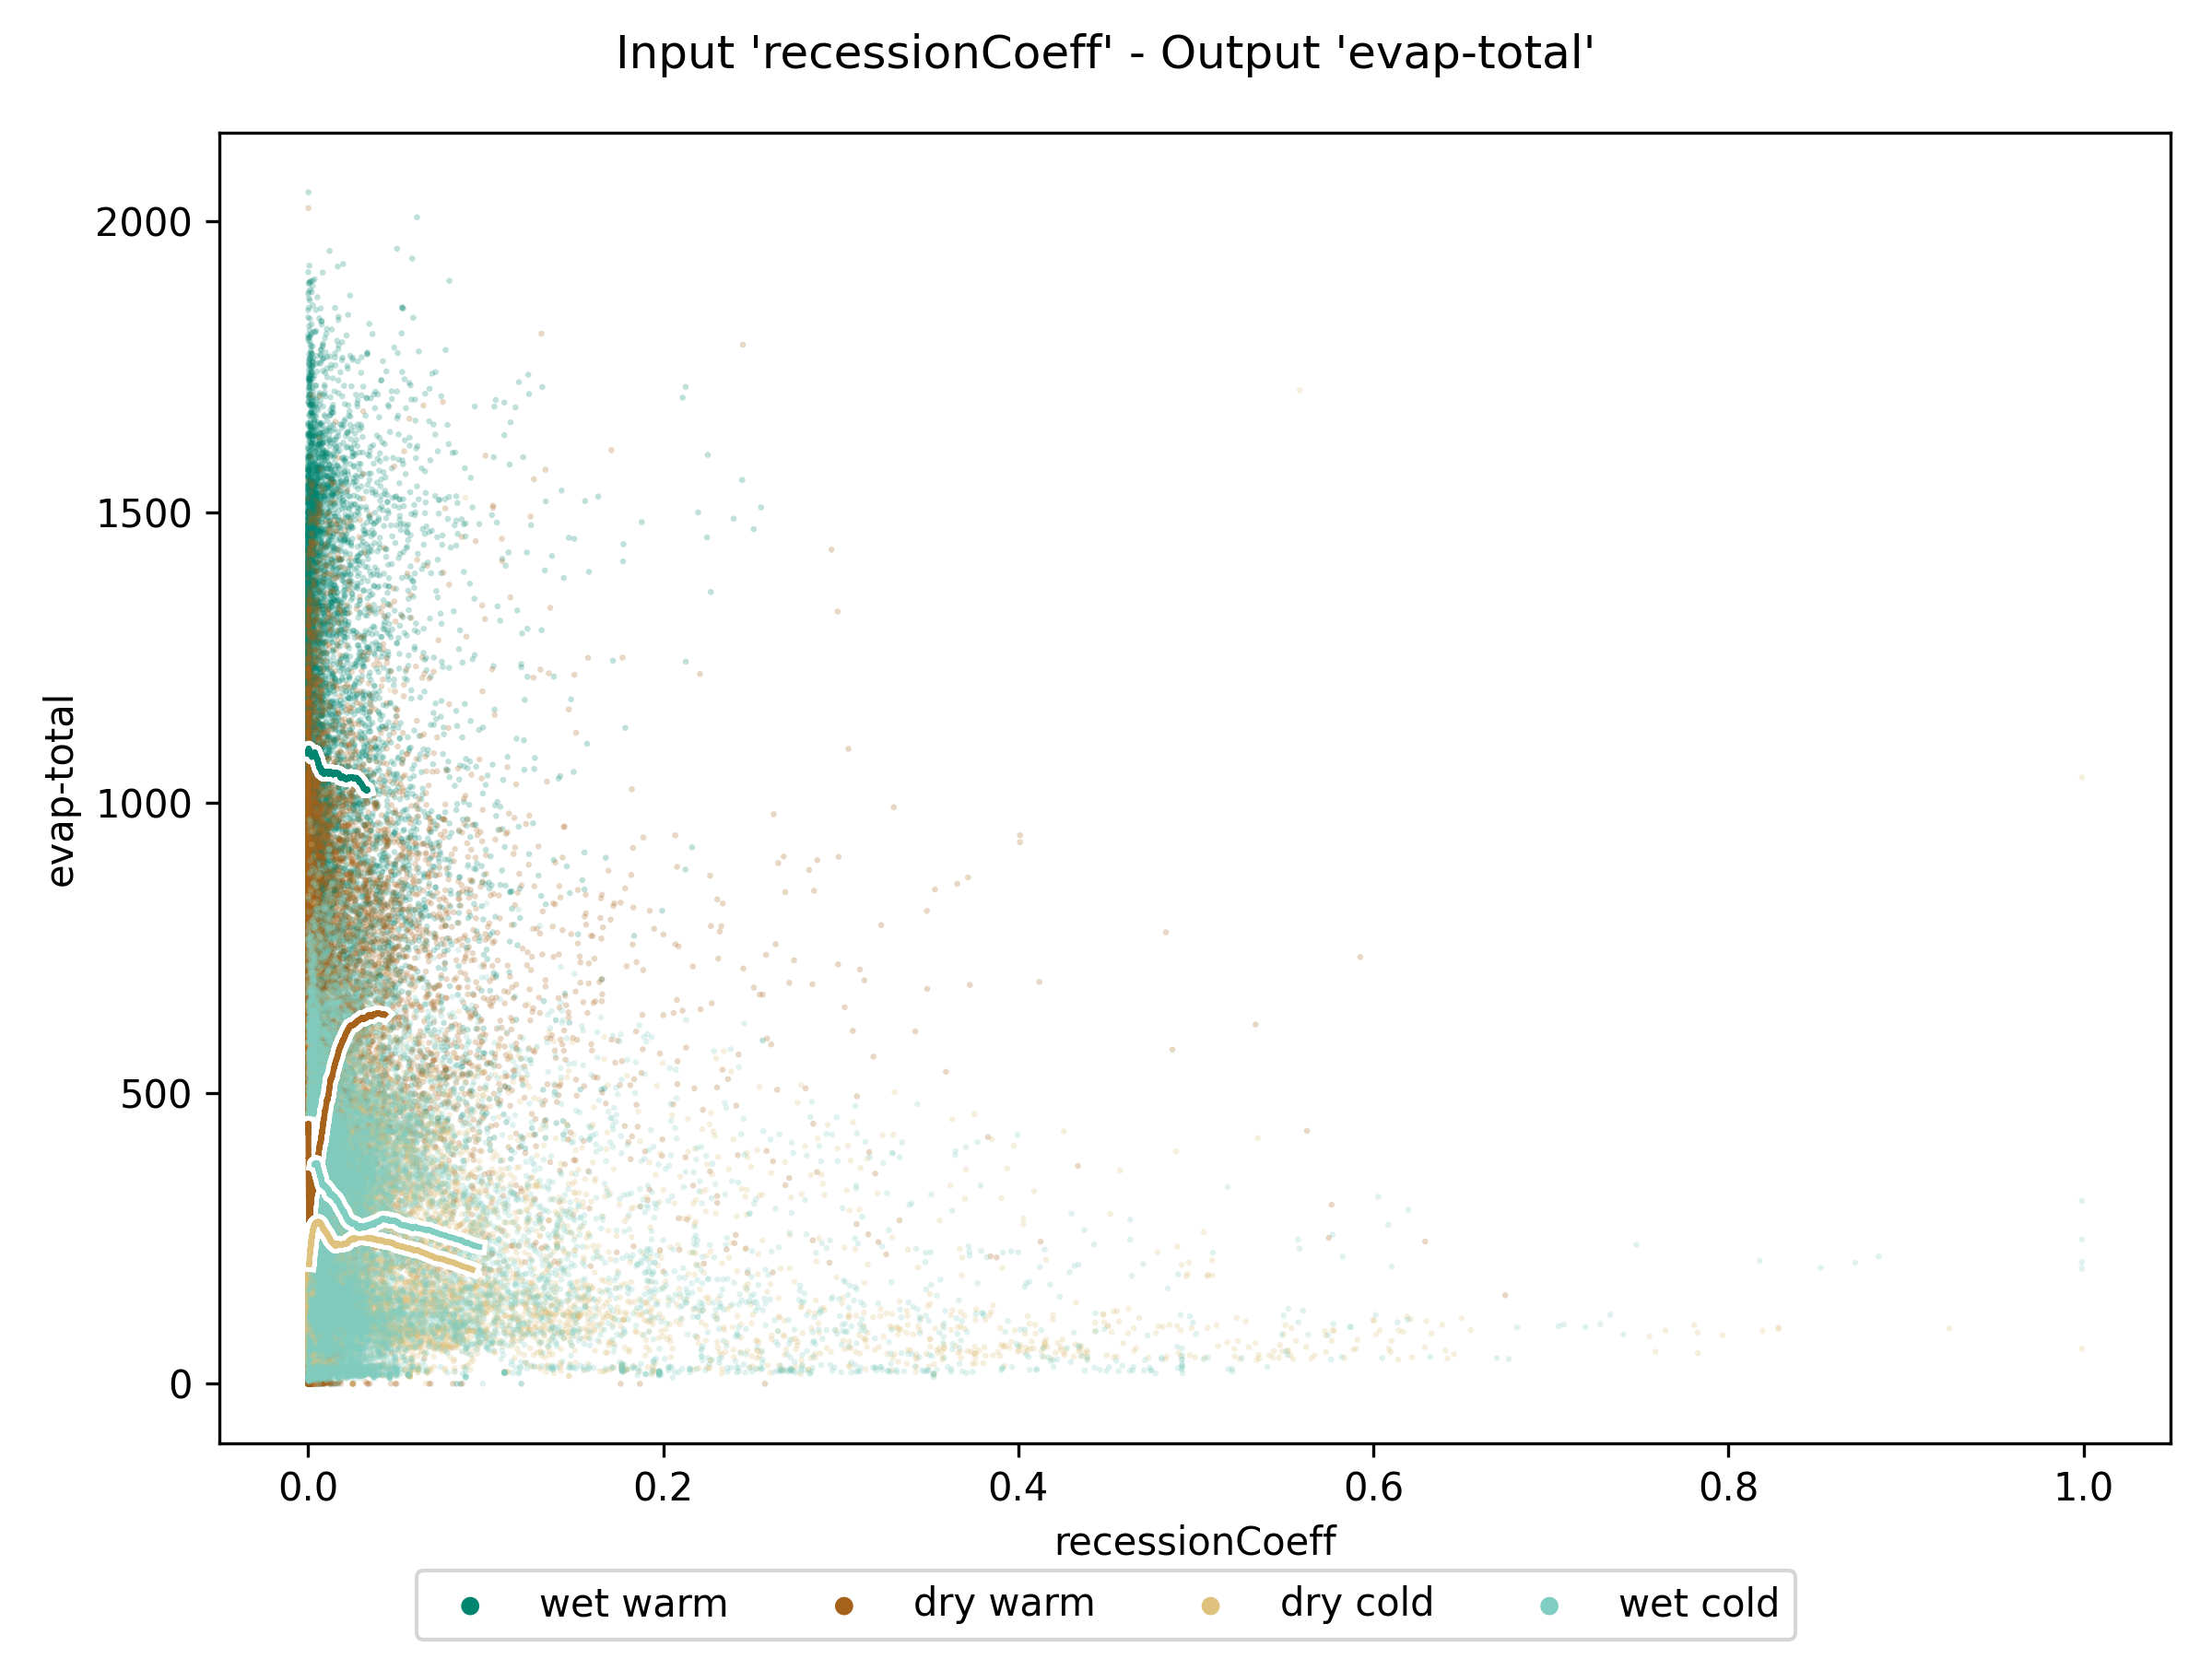 Input 'recessionCoeff' - Output 'evap-total'
2000
1500
1000
500
0
evap-total
0.0 0.2 0.4 0.6 0.8 1.0
recessionCoeff
wet warm dry warm dry cold wet cold